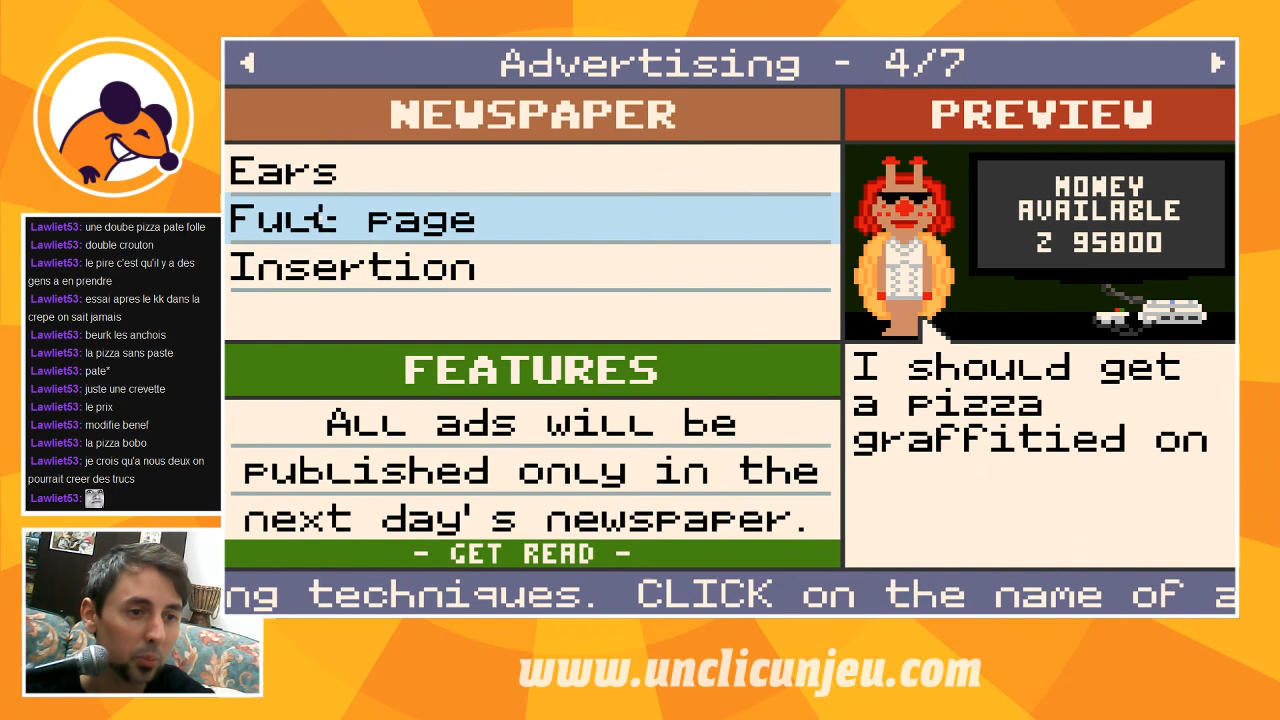 Advertising - 4/7
NEWSPAPER
PREVIEW
Ears
Full page
Insertion
MONEY
AVAILABLE
Z 95800
FEATURES
All ads will be
published only in the
next day's newspaper.
- GET READ -
I should get
a pizza
graffitied on
ng techniques. CLICK on the name of a
Lawliet53: une doube pizza pate folle
Lawliet53: double crouton
Lawliet53: le pire c'est qu'il y a des
gens a en prendre
Lawliet53: essai apres le kk dans la
crepe on sait jamais
Lawliet53: beurk les anchois
Lawliet53: la pizza sans paste
Lawliet53: pate*
Lawliet53: juste une crevette
Lawliet53: le prix
Lawliet53: modifie benef
Lawliet53: la pizza bobo
Lawliet53: je crois qu'a nous deux on
pourrait creer des trucs
Lawliet53:
www.unclicunjeu.com